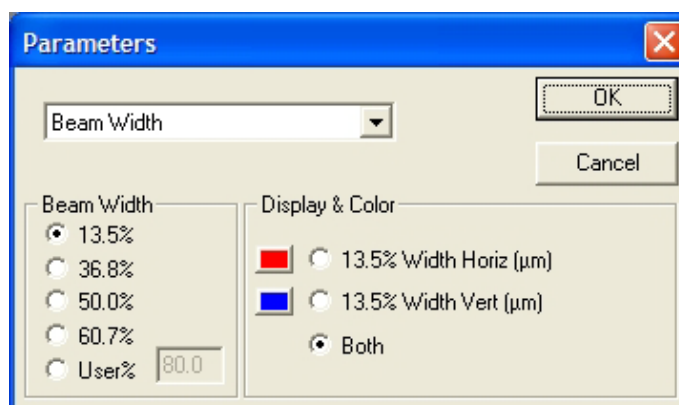 Parameters
Beam Width
OK
Cancel
Beam Width
13.5%
36.8%
50.0%
60.7%
User% 80.0
Display & Color
13.5% Width Horiz (µm)
13.5% Width Vert (µm)
Both